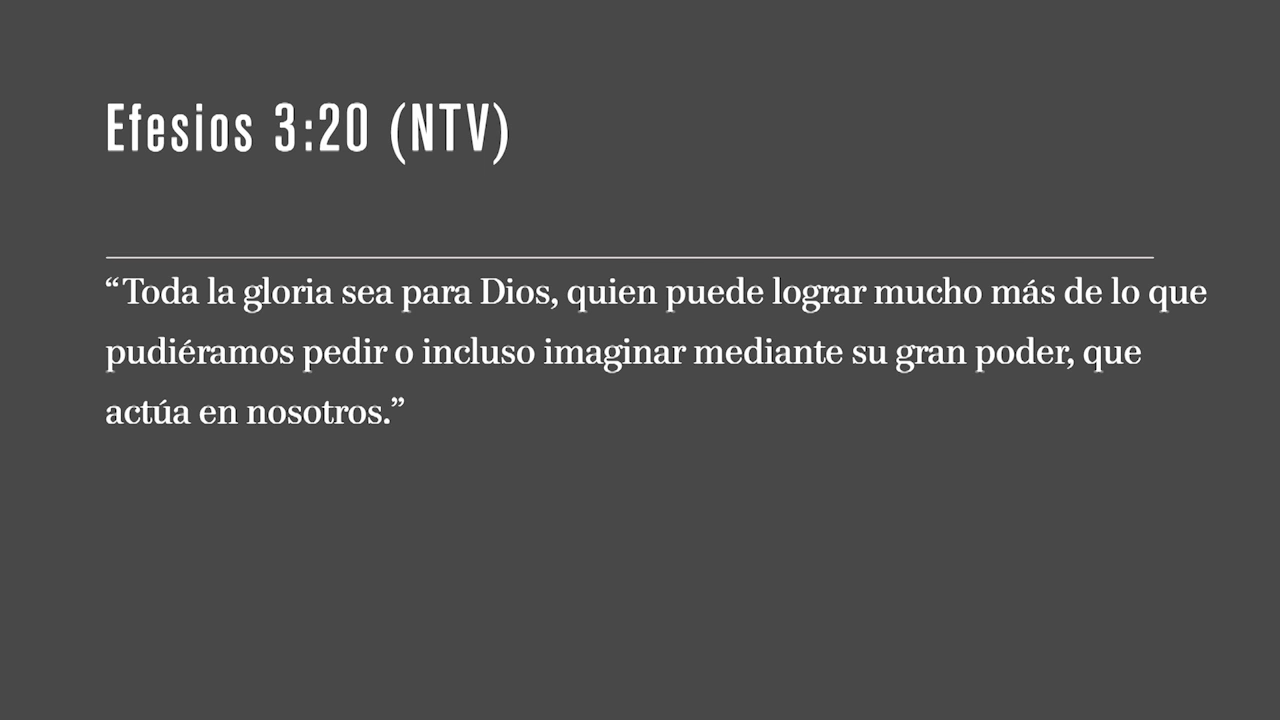 Efesios 3:20 (NTV)
“Toda la gloria sea para Dios, quien puede lograr mucho más de lo que
pudiéramos pedir o incluso imaginar mediante su gran poder, que
actúa en nosotros.”